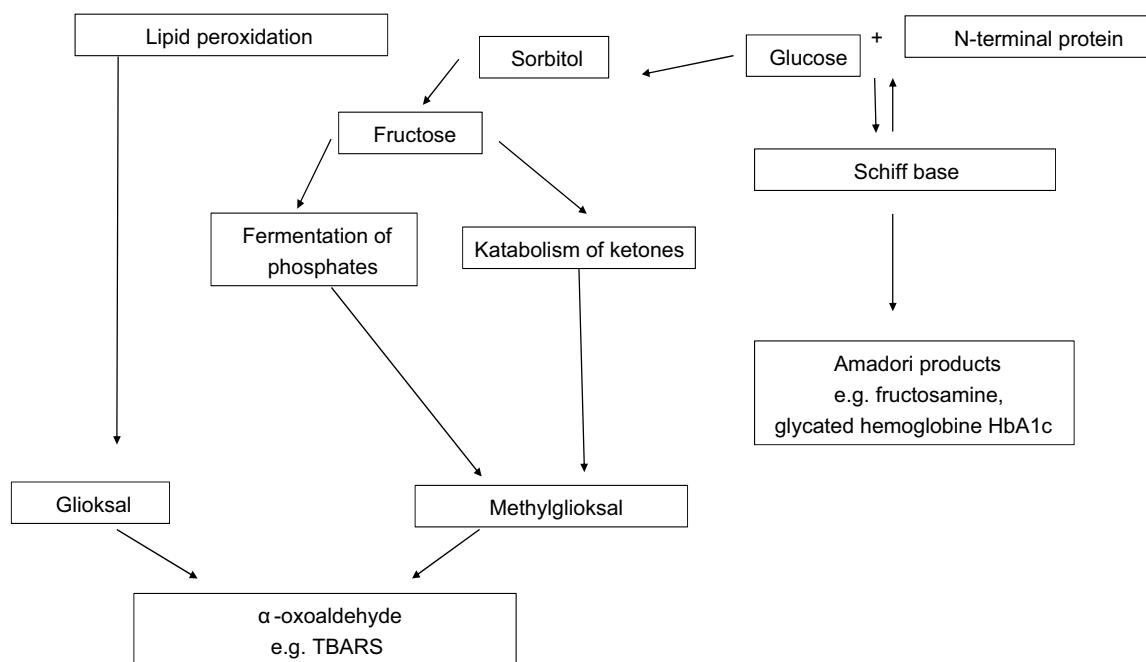 Lipid peroxidation
Sorbitol
Glucose
+
N-terminal protein
Fructose
Schiff base
Fermentation of
phosphates
Katabolism of ketones
Amadori products
e.g. fructosamine,
glycated hemoglobine HbA1c
Glioksal
Methylglioksal
α-oxoaldehyde
e.g. TBARS